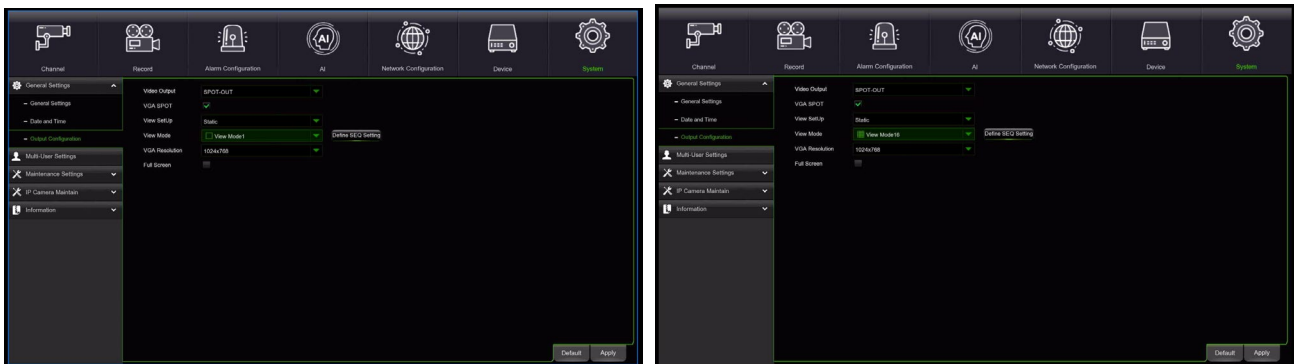 Channel Record Alarm Configuration AI Network Configuration Device System
General Settings
– General Settings
– Date and Time
– Output Configuration
Multi-User Settings
Maintenance Settings
IP Camera Maintain
Information
Video Output SPOT-OUT
VGA SPOT
View SetUp Static
View Mode View Mode1 Define SEQ Setting
VGA Resolution 1024x768
Full Screen
Default Apply
Channel Record Alarm Configuration AI Network Configuration Device System
General Settings
– General Settings
– Date and Time
– Output Configuration
Multi-User Settings
Maintenance Settings
IP Camera Maintain
Information
Video Output SPOT-OUT
VGA SPOT
View SetUp Static
View Mode View Mode16 Define SEQ Setting
VGA Resolution 1024x768
Full Screen
Default Apply